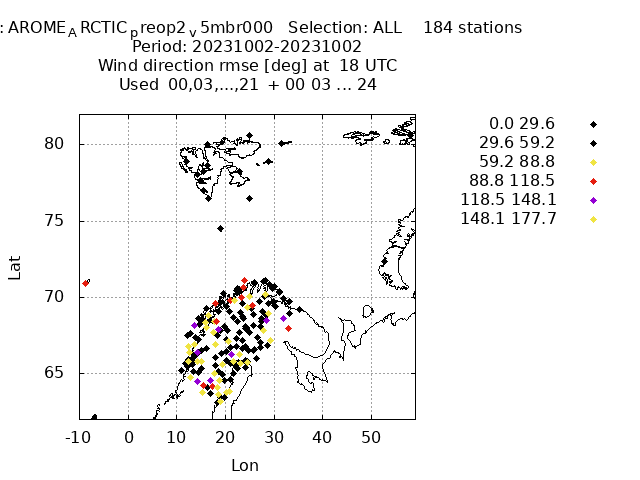 : AROME_ARCTIC_preop2_v5mbr000 Selection: ALL 184 stations
Period: 20231002-20231002
Wind direction rmse [deg] at 18 UTC
Used 00,03,...,21 + 00 03 ... 24
0.0 29.6
29.6 59.2
59.2 88.8
88.8 118.5
118.5 148.1
148.1 177.7
80
75
70
65
Lat
-10 0 10 20 30 40 50
Lon